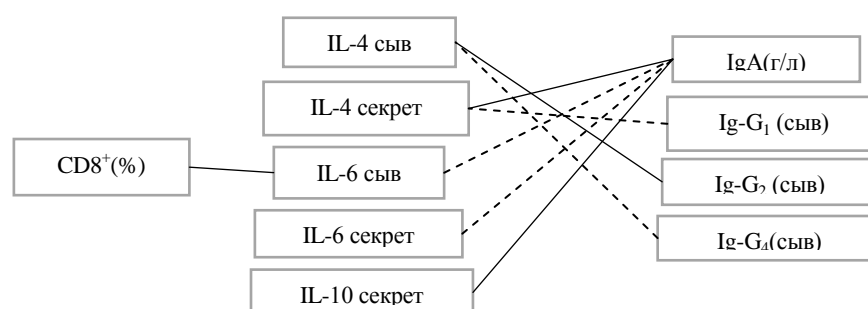 CD8⁺(%)
IL-4 сыв
IL-4 секрет
IL-6 сыв
IL-6 секрет
IL-10 секрет
IgA(г/л)
Ig-G₁ (сыв)
Ig-G₂ (сыв)
Ig-G₄(сыв)